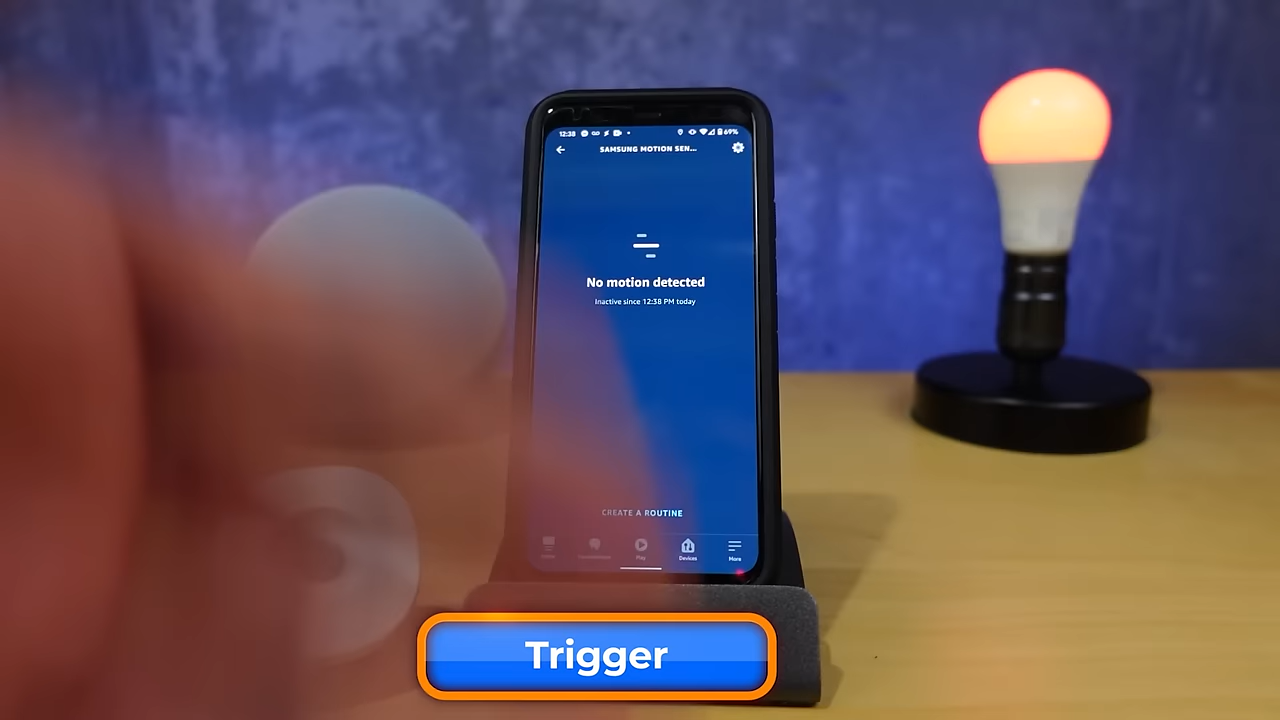 12:38
69%
SAMSUNG MOTION SEN...
No motion detected
Inactive since 12:38 PM today
CREATE A ROUTINE
Play
Devices
More
Trigger